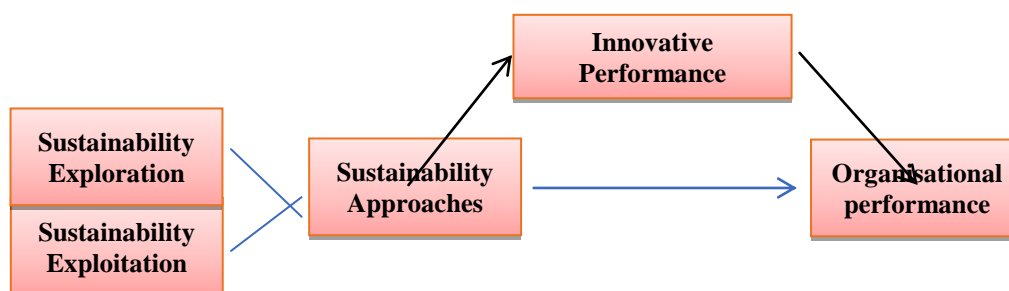 Innovative
Performance
Sustainability
Exploration
Sustainability
Approaches
Organisational
performance
Sustainability
Exploitation